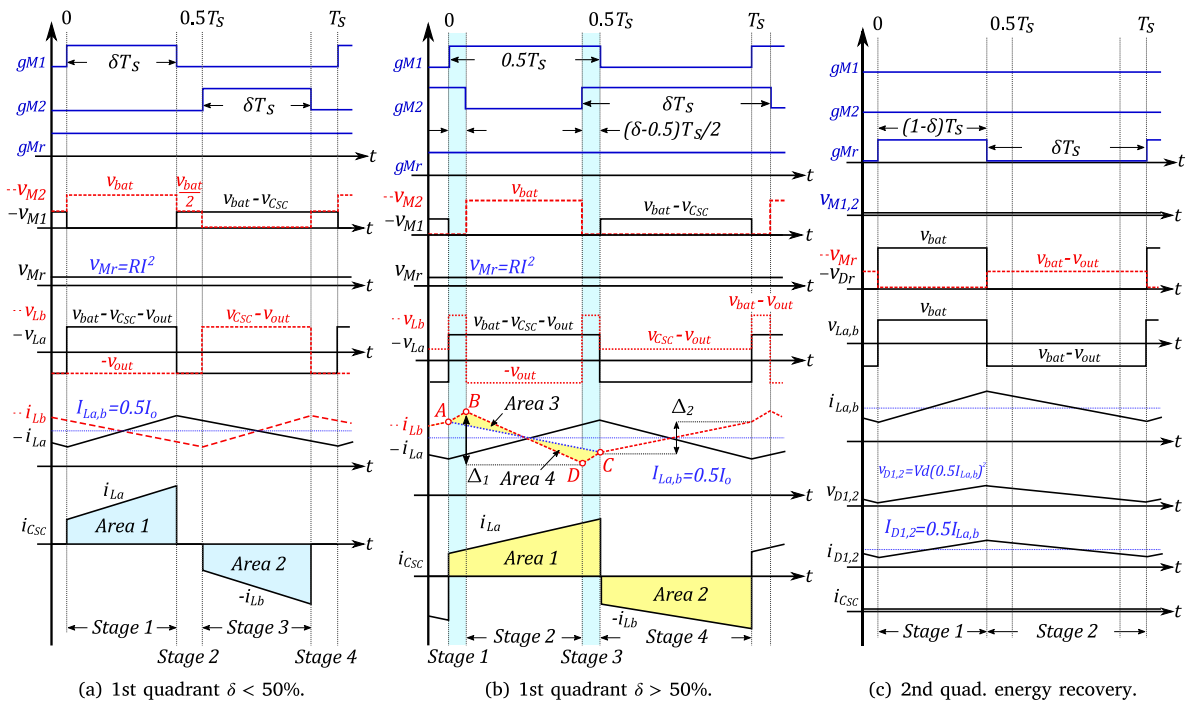 0 0.5T_S T_S
gM1 δT_S
gM2 δT_S
gMr t
--v_M2 v_bat v_bat/2 v_bat-v_CSC
-v_M1 t
v_Mr v_Mr=RI² t
--v_Lb v_bat-v_CSC-v_out v_CSC-v_out
-v_La -v_out t
--i_Lb I_La,b=0.5I_o
-i_La t
i_La
i_CSC Area 1 t
Area 2
-i_Lb
Stage 1 Stage 3
Stage 2 Stage 4
(a) 1st quadrant δ < 50%.
0 0.5T_S T_S
gM1 0.5T_S
gM2 δT_S
(δ-0.5)T_S/2
gMr t
--v_M2 v_bat v_bat-v_CSC
-v_M1 t
v_Mr v_Mr=RI² t
v_bat-v_out
--v_Lb v_bat-v_CSC-v_out v_CSC-v_out
-v_La -v_out t
A B Area 3 Δ_2
--i_Lb
-i_La
Δ_1 Area 4 D C I_La,b=0.5I_o t
i_La
i_CSC Area 1 t
Area 2
-i_Lb
Stage 2 Stage 4
Stage 1 Stage 3
(b) 1st quadrant δ > 50%.
0 0.5T_S T_S
gM1
gM2
(1-δ)T_S
gMr δT_S t
v_M1,2 t
v_bat
--v_Mr v_bat-v_out
-v_Dr t
v_bat
v_La,b t
v_bat-v_out
i_La,b t
v_D1,2=Vd(0.5I_La,b)²
v_D1,2 t
I_D1,2=0.5I_La,b
i_D1,2 t
i_CSC t
Stage 1 Stage 2
(c) 2nd quad. energy recovery.